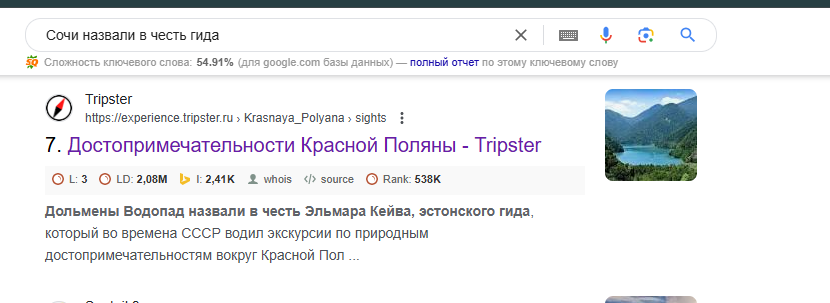 Сочи назвали в честь гида
Сложность ключевого слова: 54.91% (для google.com базы данных) — полный отчет по этому ключевому слову
Tripster
https://experience.tripster.ru › Krasnaya_Polyana › sights
7. Достопримечательности Красной Поляны - Tripster
L: 3 LD: 2,08M I: 2,41K whois source Rank: 538K
Дольмены Водопад назвали в честь Эльмара Кейва, эстонского гида,
который во времена СССР водил экскурсии по природным
достопримечательностям вокруг Красной Пол ...